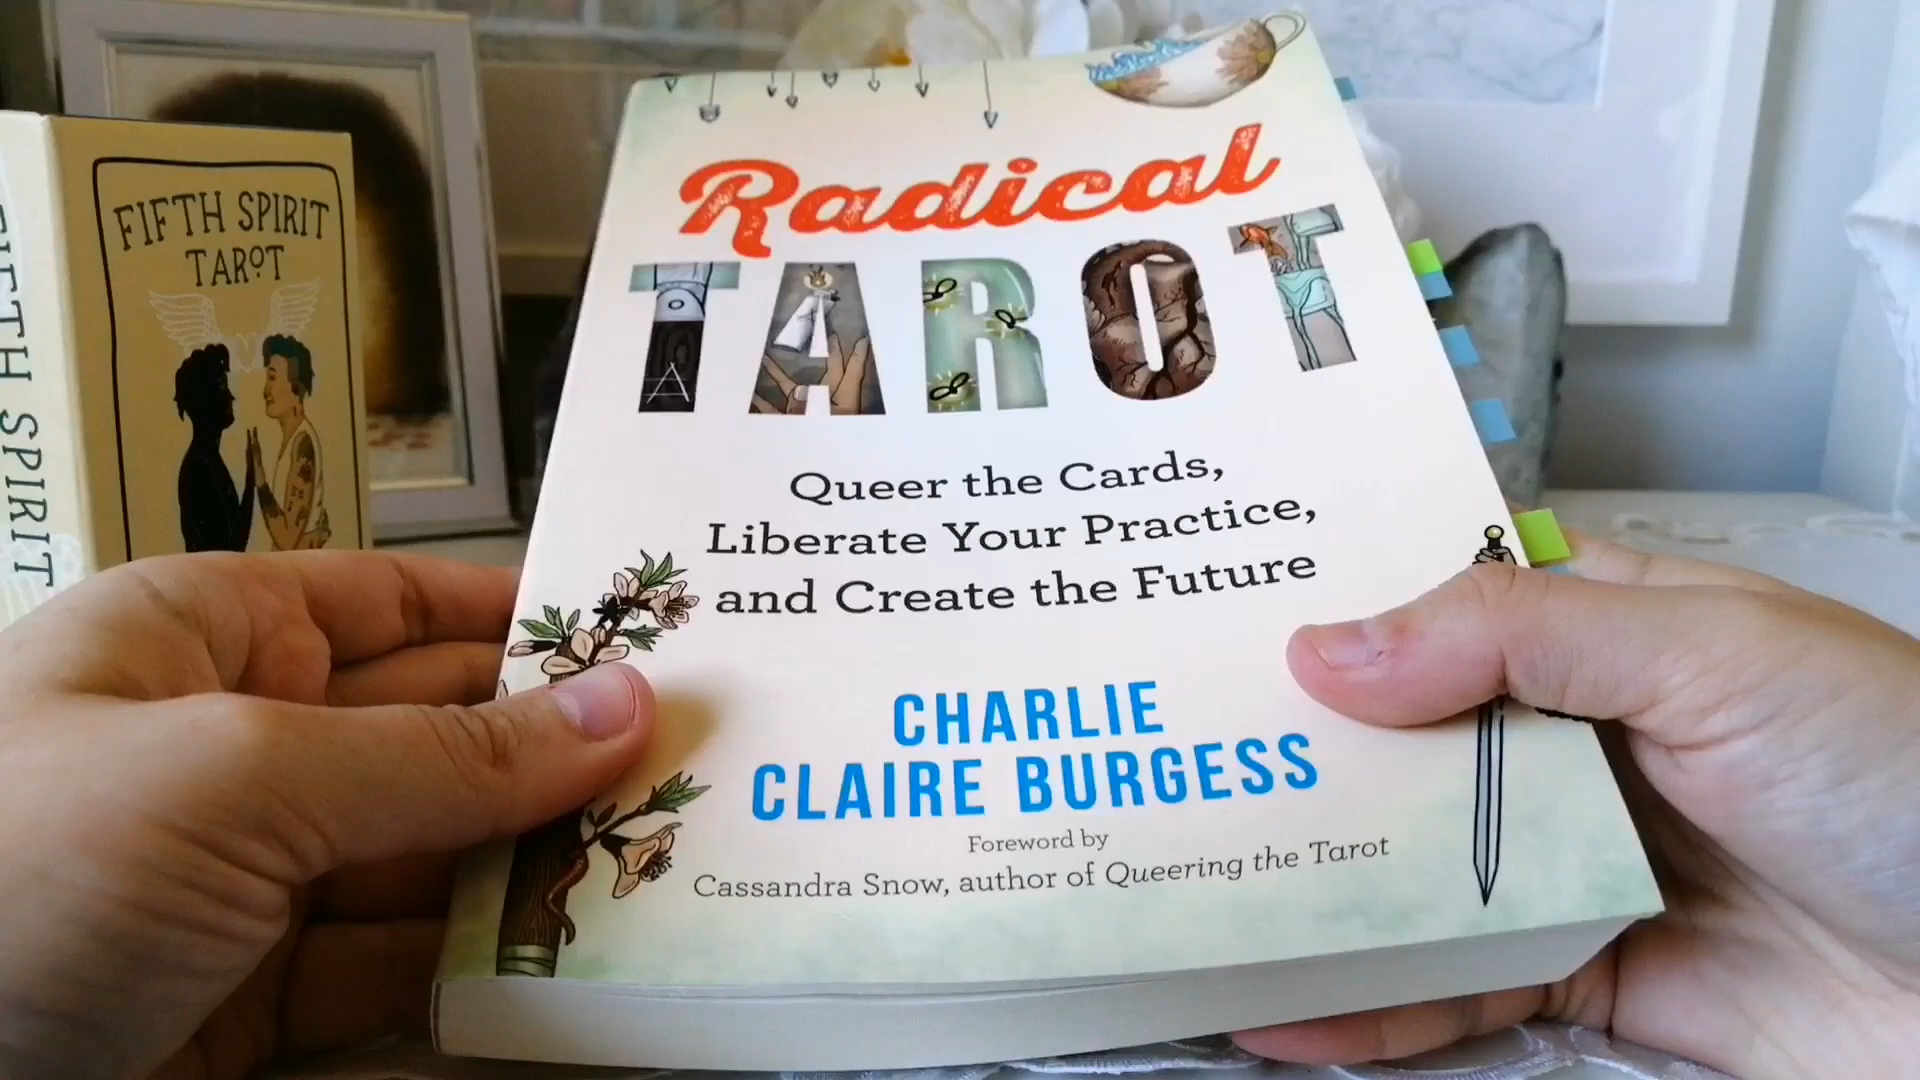 FIFTH SPIRIT
TAROT
FIFTH SPIRIT
Radical
TAROT
Queer the Cards,
Liberate Your Practice,
and Create the Future
CHARLIE
CLAIRE BURGESS
Foreword by
Cassandra Snow, author of Queering the Tarot